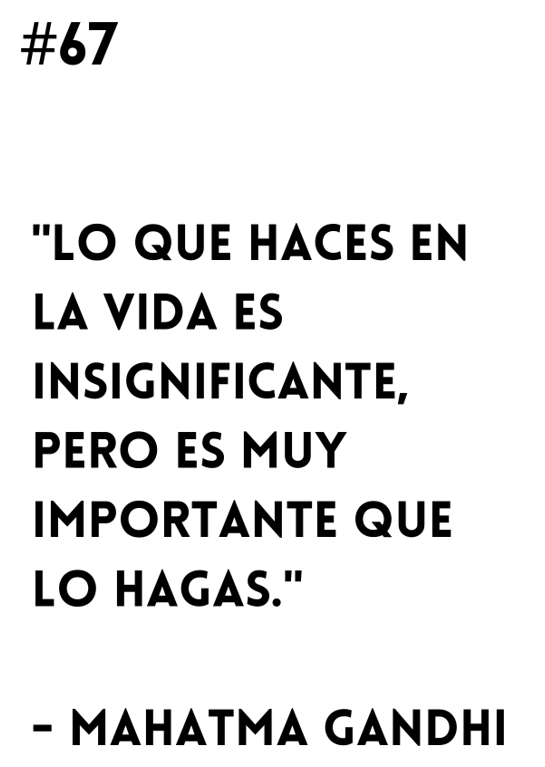 #67
"LO QUE HACES EN
LA VIDA ES
INSIGNIFICANTE,
PERO ES MUY
IMPORTANTE QUE
LO HAGAS."
- MAHATMA GANDHI